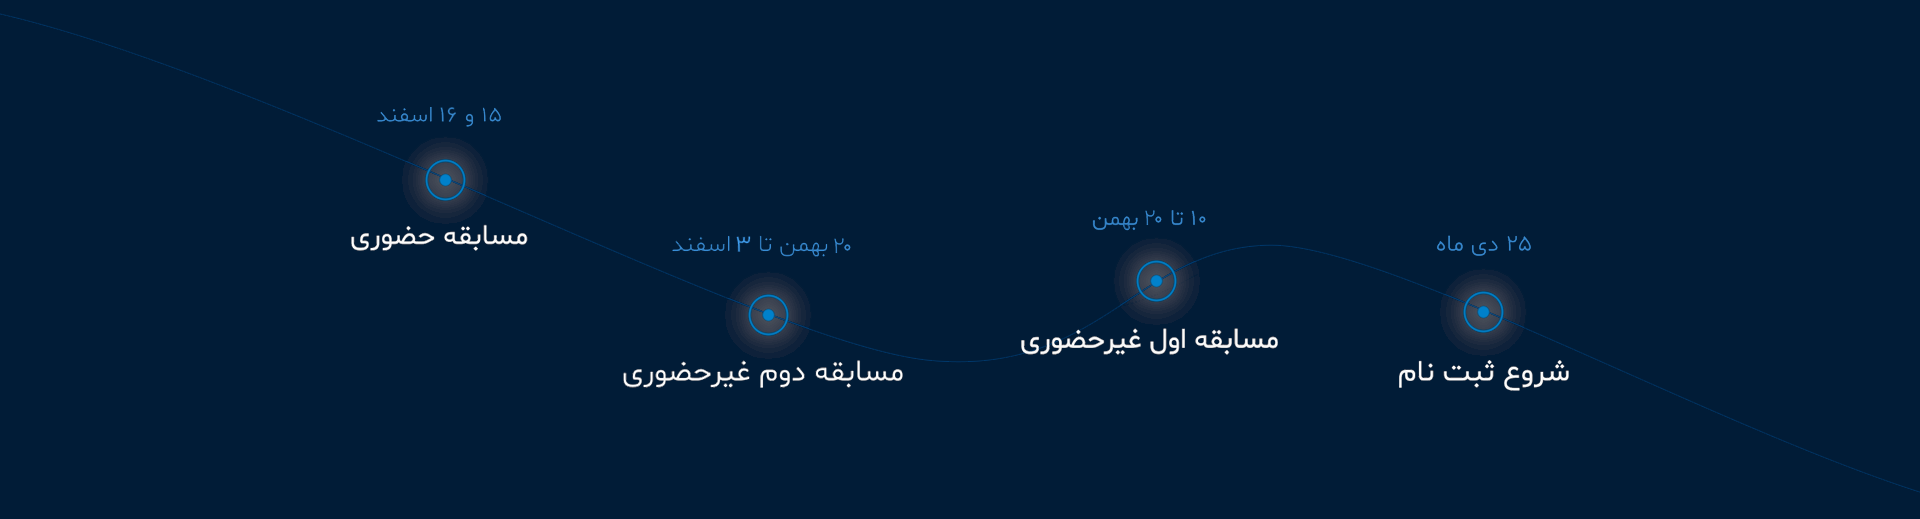 ۲۵ دی ماه
شروع ثبت نام
۱۰ تا ۲۰ بهمن
مسابقه اول غیرحضوری
۲۰ بهمن تا ۳ اسفند
مسابقه دوم غیرحضوری
۱۵ و ۱۶ اسفند
مسابقه حضوری